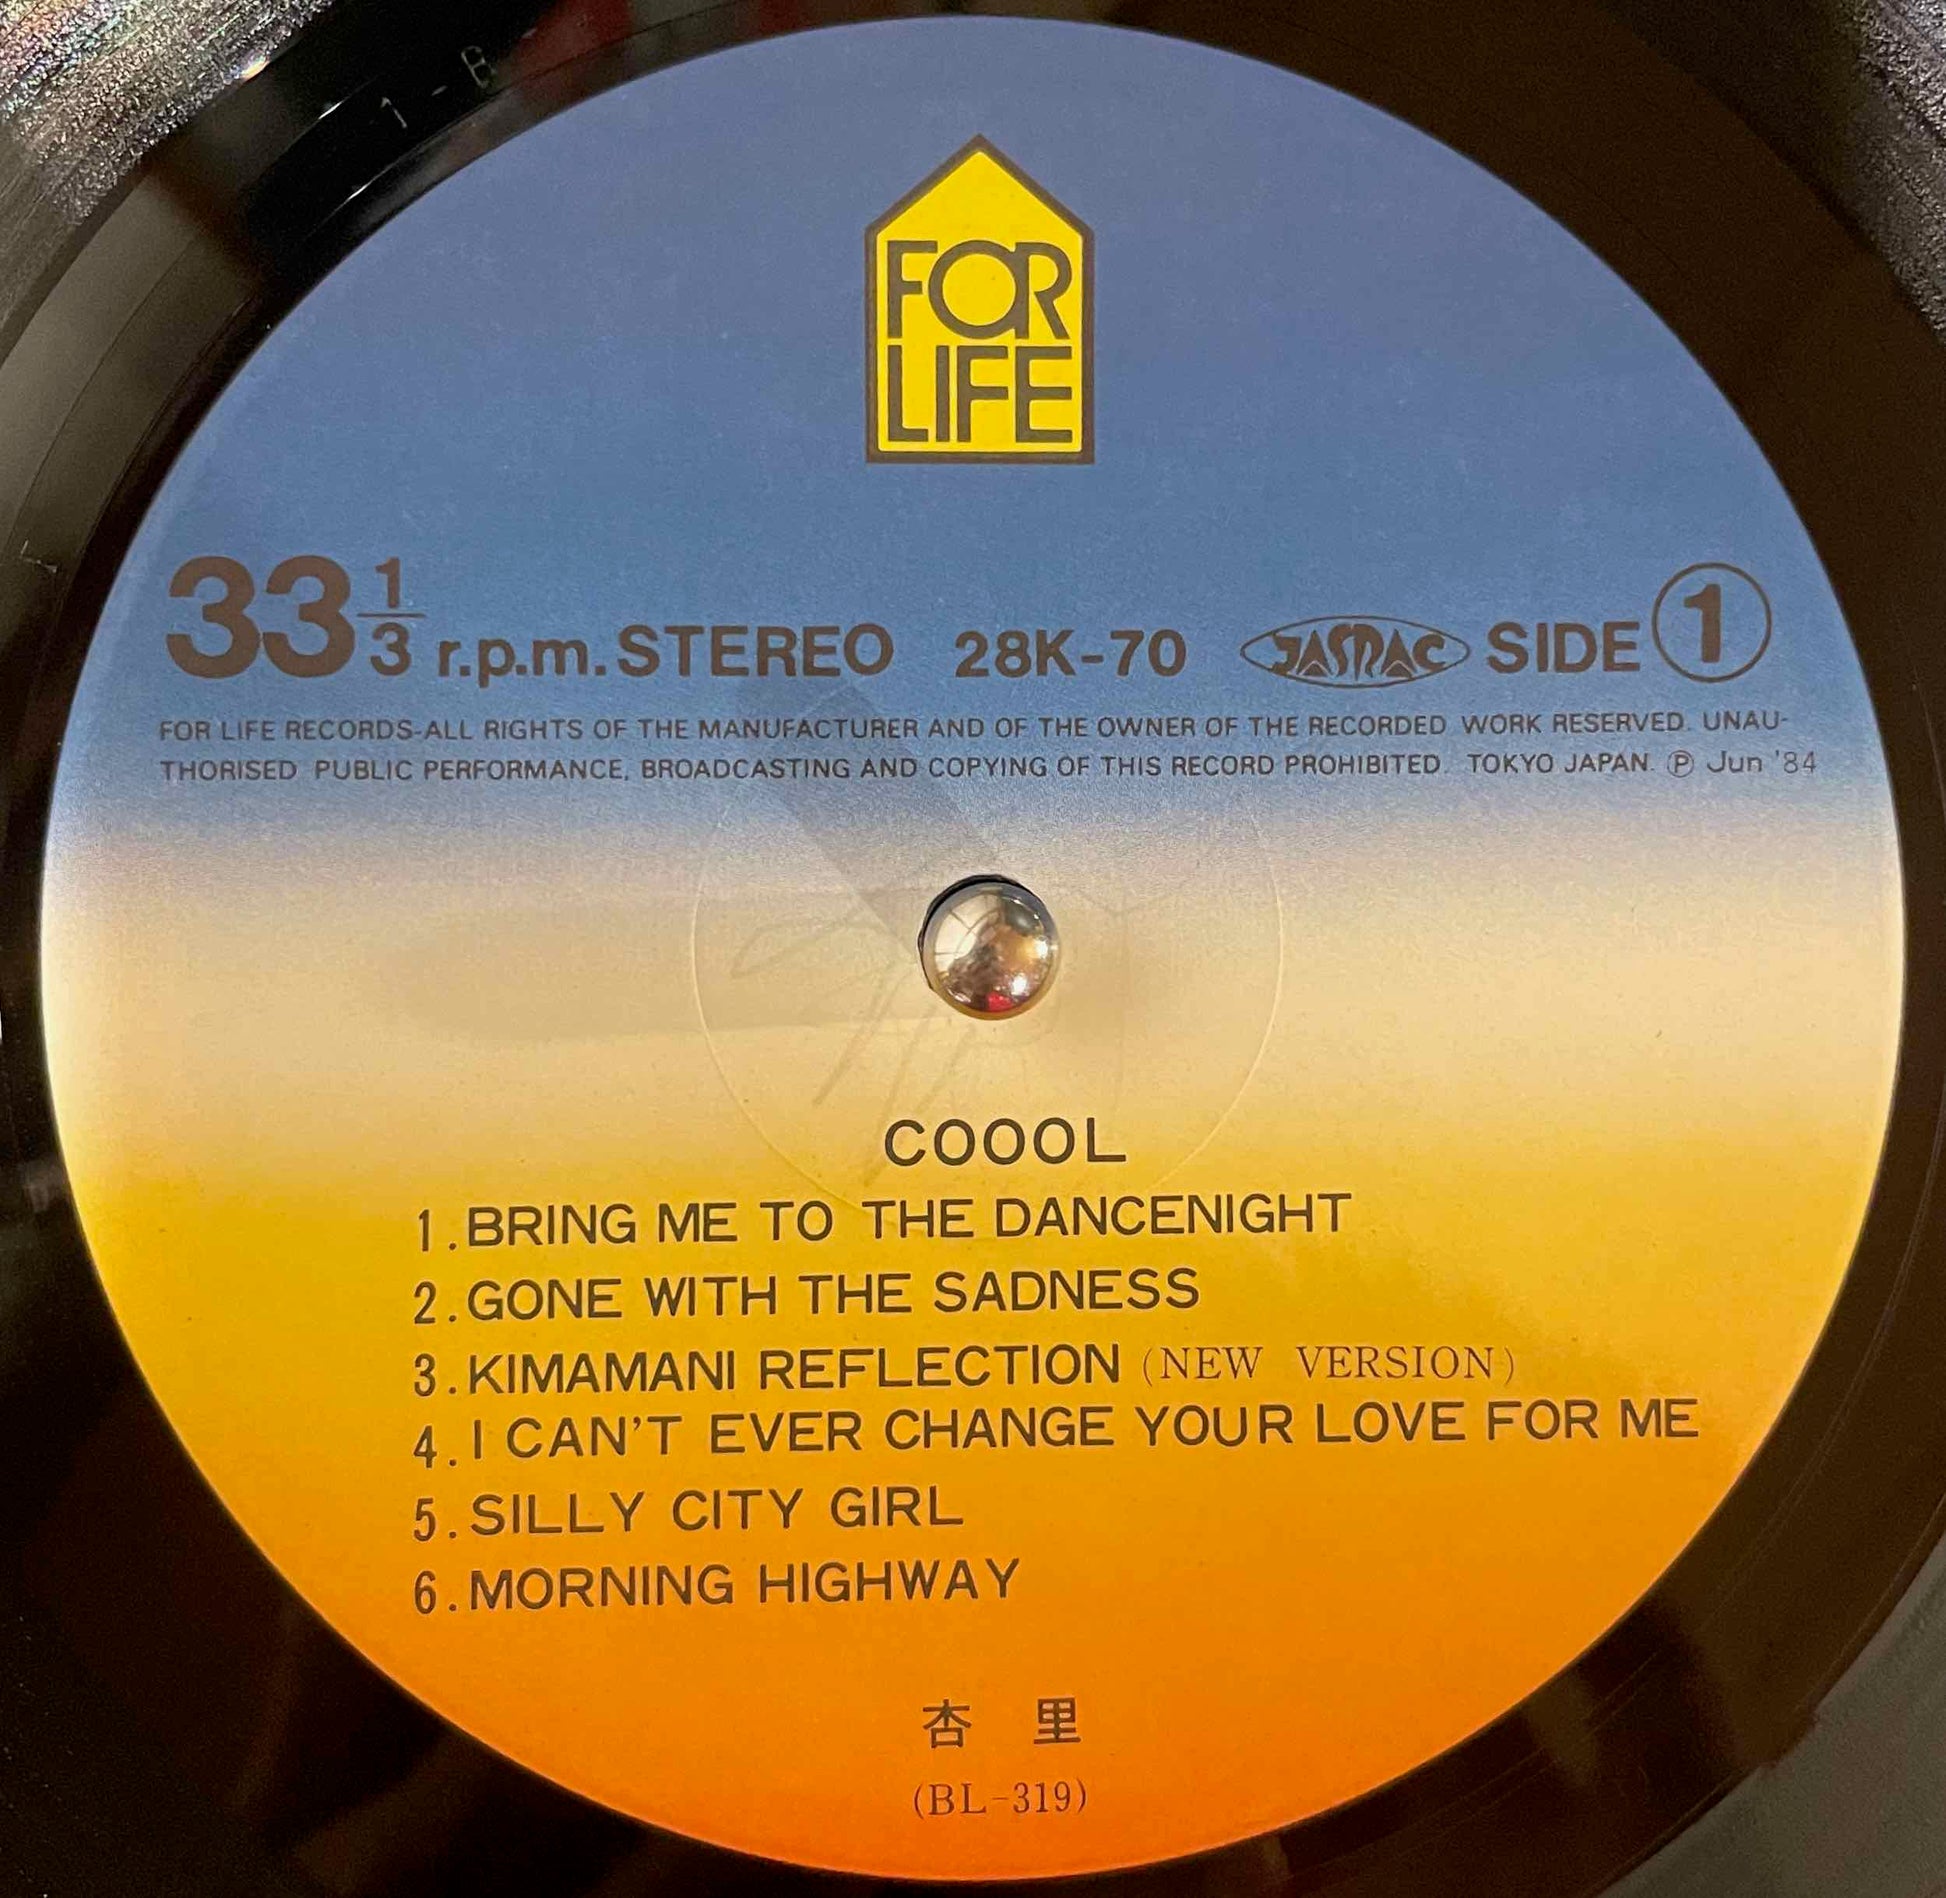 1-B
FOR
LIFE
33 1/3 r.p.m. STEREO 28K-70 JASRAC SIDE 1
FOR LIFE RECORDS-ALL RIGHTS OF THE MANUFACTURER AND OF THE OWNER OF THE RECORDED WORK RESERVED. UNAU-
THORISED PUBLIC PERFORMANCE, BROADCASTING AND COPYING OF THIS RECORD PROHIBITED. TOKYO JAPAN. Ⓟ Jun '84
COOOL
1. BRING ME TO THE DANCENIGHT
2. GONE WITH THE SADNESS
3. KIMAMANI REFLECTION (NEW VERSION)
4. I CAN'T EVER CHANGE YOUR LOVE FOR ME
5. SILLY CITY GIRL
6. MORNING HIGHWAY
杏 里
(BL-319)